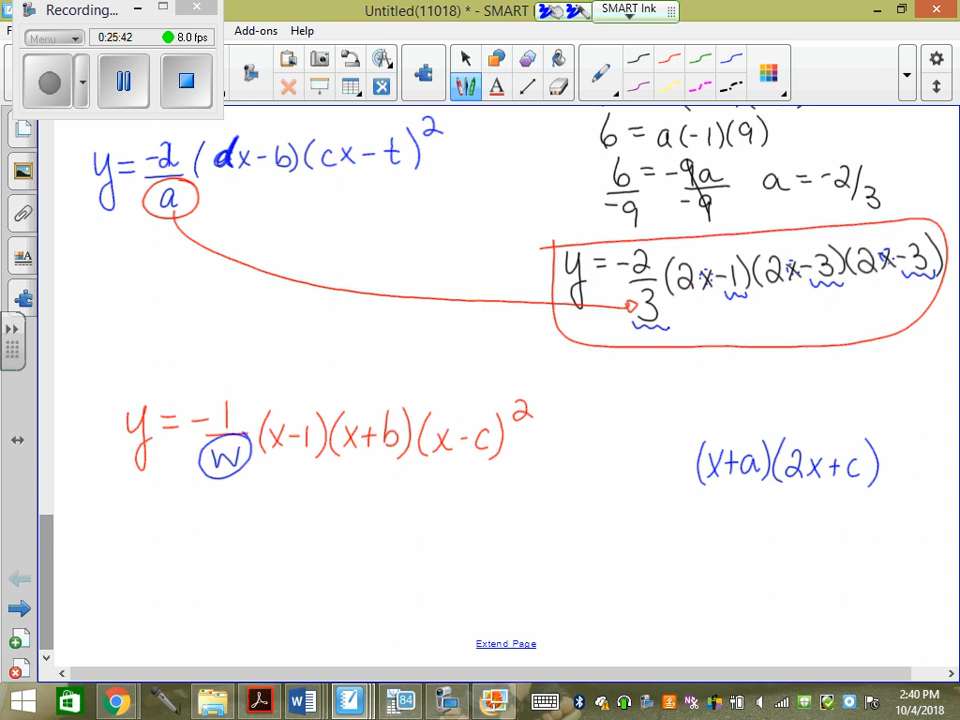 Recording...
Untitled(11018) * - SMART
SMART Ink
Menu
0:25:42
8.0 fps
Add-ons
Help
6 = a(-1)(9)
y = -2/a (dx-b)(cx-t)^2
6/-9 = -9a/-9
a = -2/3
y = -2/3 (2x-1)(2x-3)(2x-3)
y = -1/w (x-1)(x+b)(x-c)^2
(x+a)(2x+c)
Extend Page
84
2:40 PM
10/4/2018